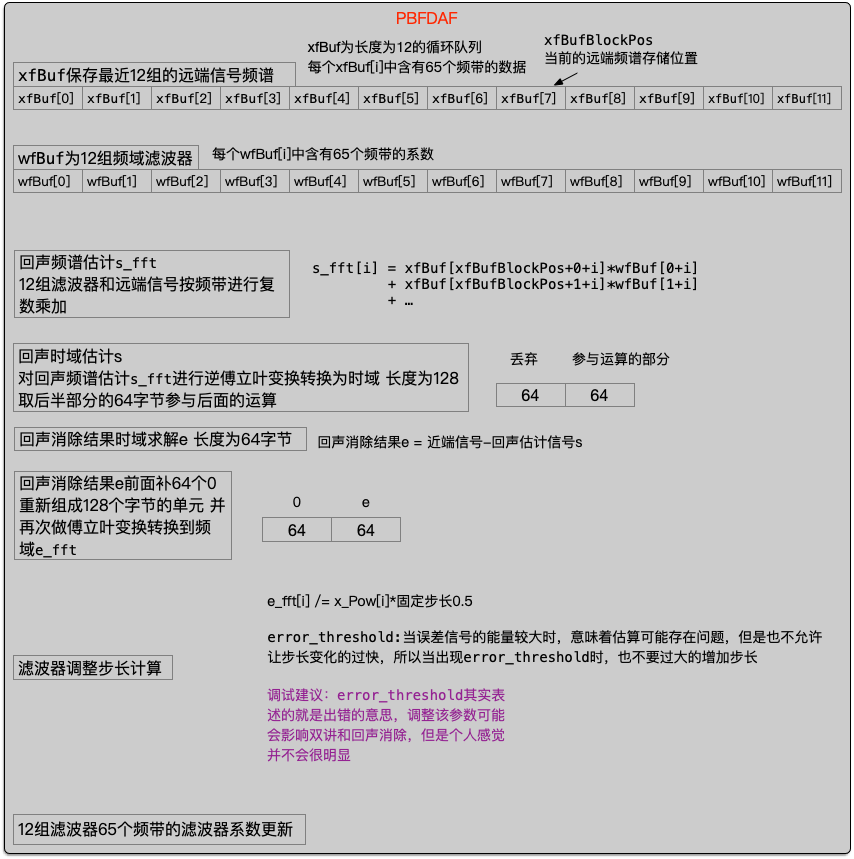 PBFDAF
xfBuf为长度为12的循环队列
每个xfBuf[i]中含有65个频带的数据
xfBufBlockPos
当前的远端频谱存储位置
xfBuf保存最近12组的远端信号频谱
xfBuf[0] xfBuf[1] xfBuf[2] xfBuf[3] xfBuf[4] xfBuf[5] xfBuf[6] xfBuf[7] xfBuf[8] xfBuf[9] xfBuf[10] xfBuf[11]
wfBuf为12组频域滤波器
每个wfBuf[i]中含有65个频带的系数
wfBuf[0] wfBuf[1] wfBuf[2] wfBuf[3] wfBuf[4] wfBuf[5] wfBuf[6] wfBuf[7] wfBuf[8] wfBuf[9] wfBuf[10] wfBuf[11]
回声频谱估计s_fft
12组滤波器和远端信号按频带进行复
数乘加
s_fft[i] = xfBuf[xfBufBlockPos+0+i]*wfBuf[0+i]
+ xfBuf[xfBufBlockPos+1+i]*wfBuf[1+i]
+ …
回声时域估计s
对回声频谱估计s_fft进行逆傅立叶变换转换为时域 长度为128
取后半部分的64字节参与后面的运算
丢弃 参与运算的部分
64 64
回声消除结果时域求解e 长度为64字节
回声消除结果e = 近端信号-回声估计信号s
回声消除结果e前面补64个0
重新组成128个字节的单元 并
再次做傅立叶变换转换到频
域e_fft
0 e
64 64
e_fft[i] /= x_Pow[i]*固定步长0.5
error_threshold:当误差信号的能量较大时，意味着估算可能存在问题，但是也不允许
让步长变化的过快，所以当出现error_threshold时，也不要过大的增加步长
滤波器调整步长计算
调试建议：error_threshold其实表
述的就是出错的意思，调整该参数可能
会影响双讲和回声消除，但是个人感觉
并不会很明显
12组滤波器65个频带的滤波器系数更新